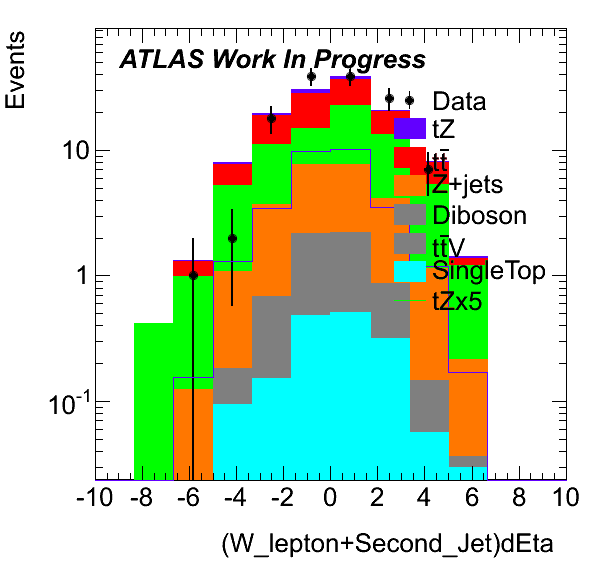 Events
ATLAS Work In Progress
Data
tZ
tt̄
Z+jets
Diboson
tt̄V
SingleTop
tZx5
10
1
10⁻¹
-10 -8 -6 -4 -2 0 2 4 6 8 10
(W_lepton+Second_Jet)dEta